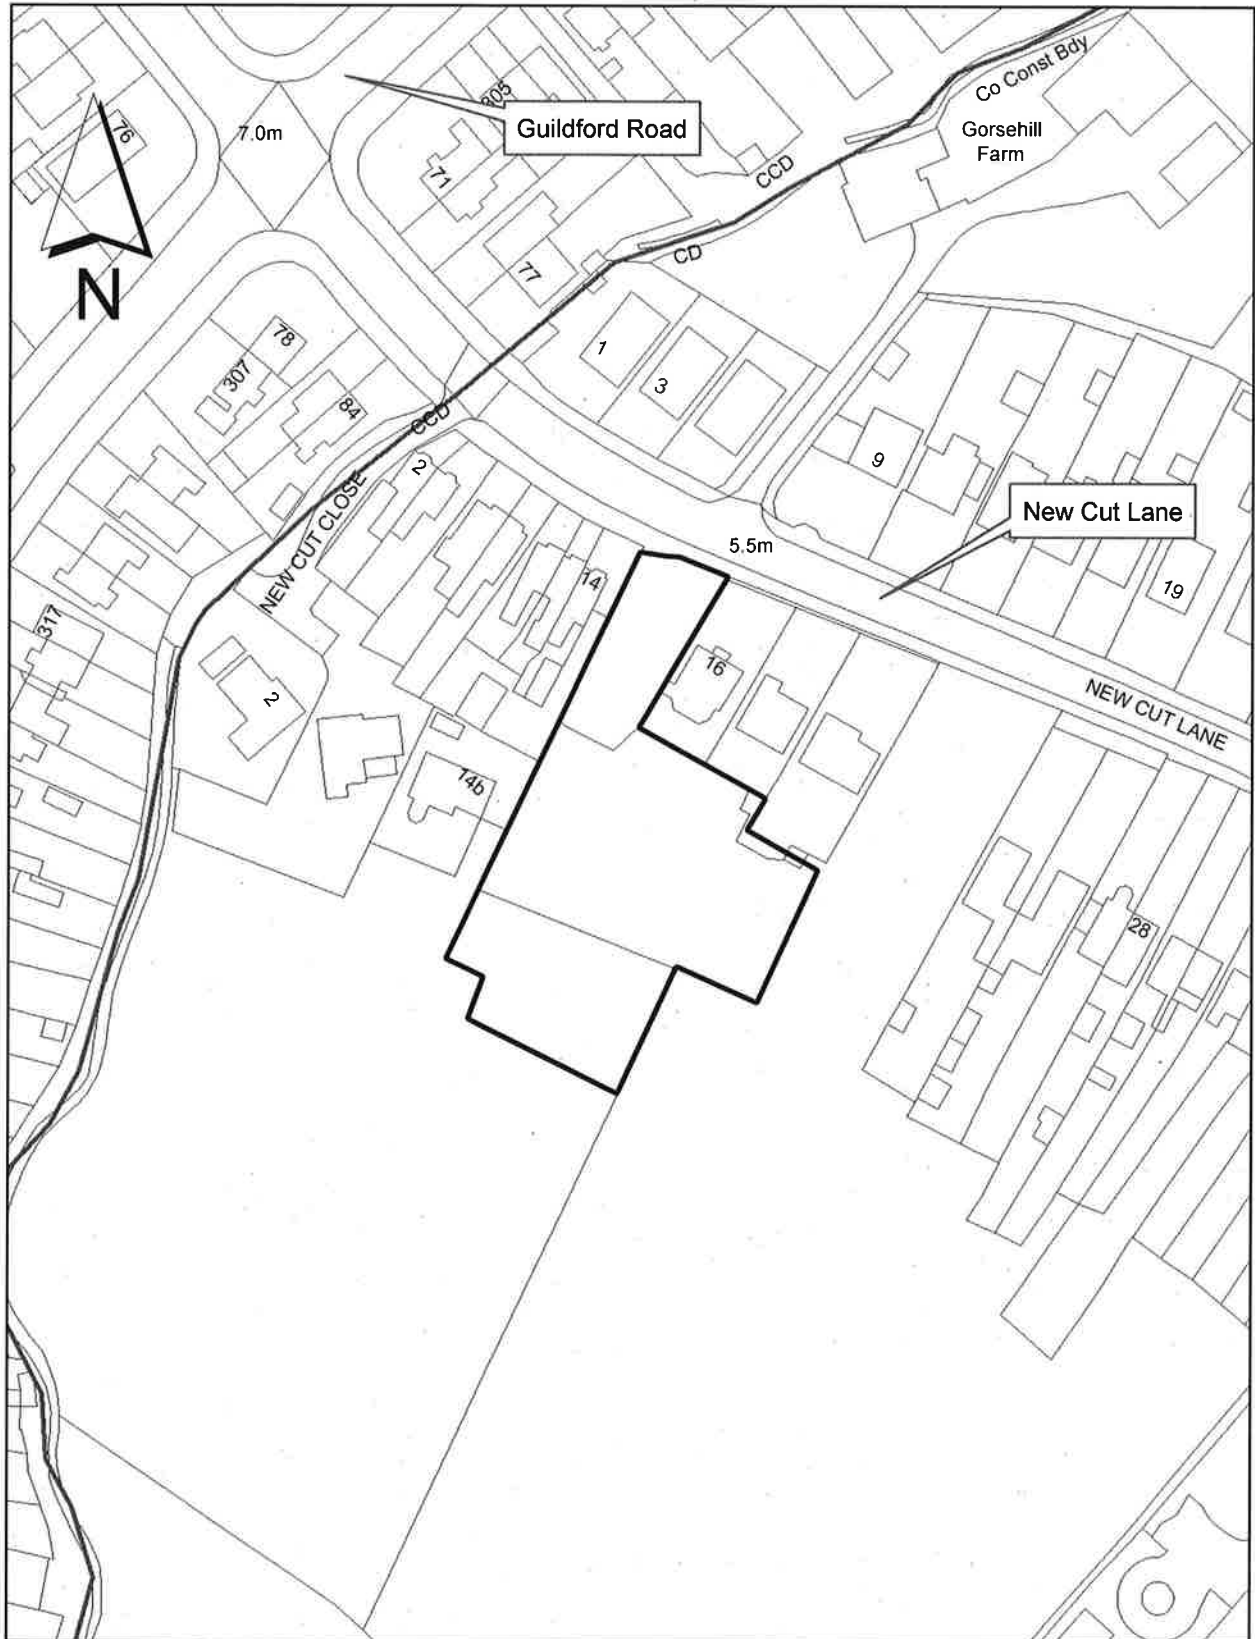 Co Const Bdy
305
Guildford Road
Gorsehill
Farm
76
7.0m
71
CCD
CD
77
N
78
1
307
3
84
CCD
9
2
New Cut Lane
NEW CUT CLOSE
5.5m
14
19
317
16
2
NEW CUT LANE
14b
28